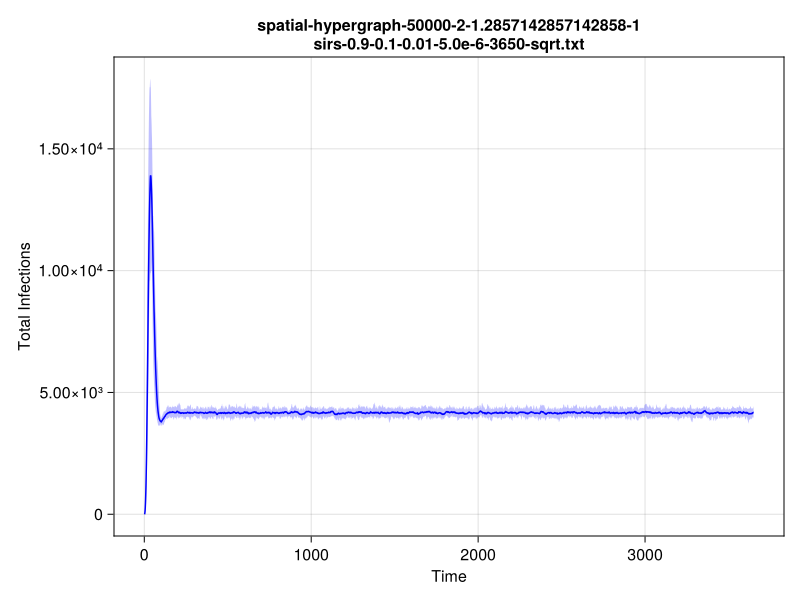 spatial-hypergraph-50000-2-1.2857142857142858-1
sirs-0.9-0.1-0.01-5.0e-6-3650-sqrt.txt
Total Infections
1.50×10⁴
1.00×10⁴
5.00×10³
0
0 1000 2000 3000
Time